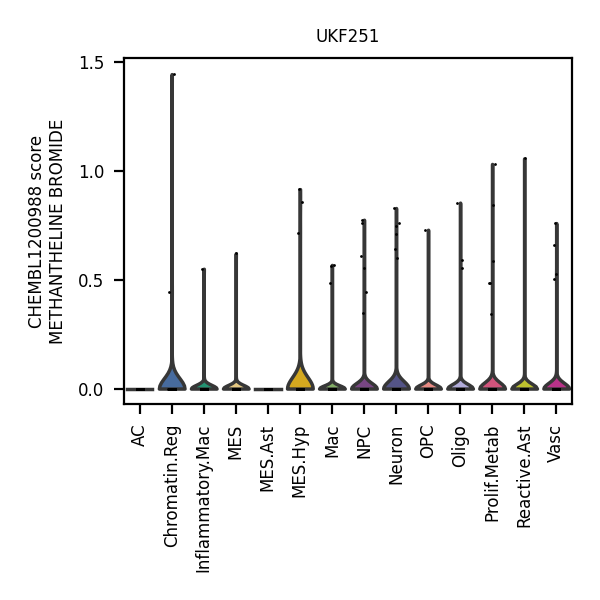 UKF251
CHEMBL1200988 score
METHANTHELINE BROMIDE
1.5
1.0
0.5
0.0
AC
Chromatin.Reg
Inflammatory.Mac
MES
MES.Ast
MES.Hyp
Mac
NPC
Neuron
OPC
Oligo
Prolif.Metab
Reactive.Ast
Vasc